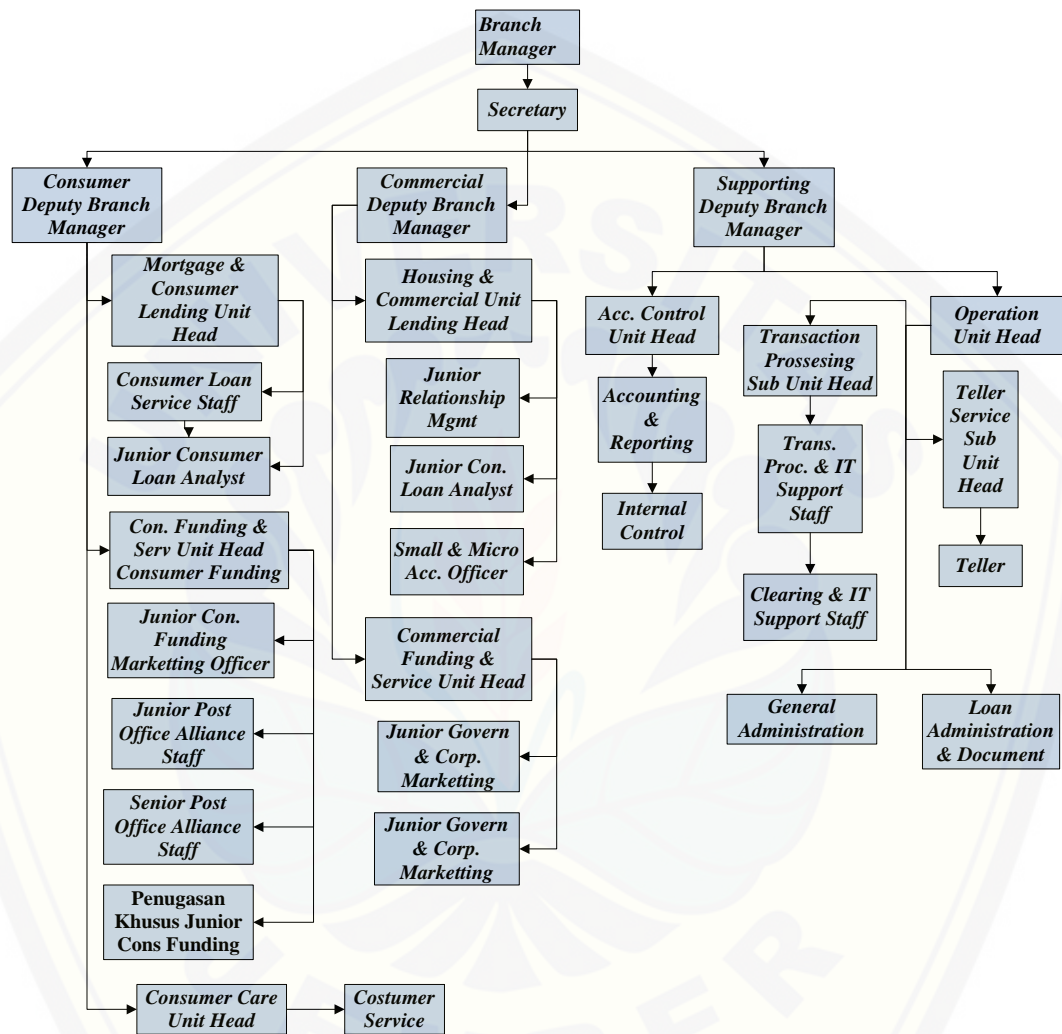 Branch
Manager
Secretary
Consumer
Deputy Branch
Manager
Commercial
Deputy Branch
Manager
Supporting
Deputy Branch
Manager
Mortgage &
Consumer
Lending Unit
Head
Consumer Loan
Service Staff
Junior Consumer
Loan Analyst
Con. Funding &
Serv Unit Head
Consumer Funding
Junior Con.
Funding
Marketting Officer
Junior Post
Office Alliance
Staff
Senior Post
Office Alliance
Staff
Penugasan
Khusus Junior
Cons Funding
Consumer Care
Unit Head
Costumer
Service
Housing &
Commercial Unit
Lending Head
Junior
Relationship
Mgmt
Junior Con.
Loan Analyst
Small & Micro
Acc. Officer
Commercial
Funding &
Service Unit Head
Junior Govern
& Corp.
Marketting
Junior Govern
& Corp.
Marketting
Acc. Control
Unit Head
Accounting
&
Reporting
Internal
Control
Transaction
Prossesing
Sub Unit Head
Trans.
Proc. & IT
Support
Staff
Clearing & IT
Support Staff
Operation
Unit Head
Teller
Service
Sub
Unit
Head
Teller
General
Administration
Loan
Administration
& Document
UNIVERSITAS
JEMBER